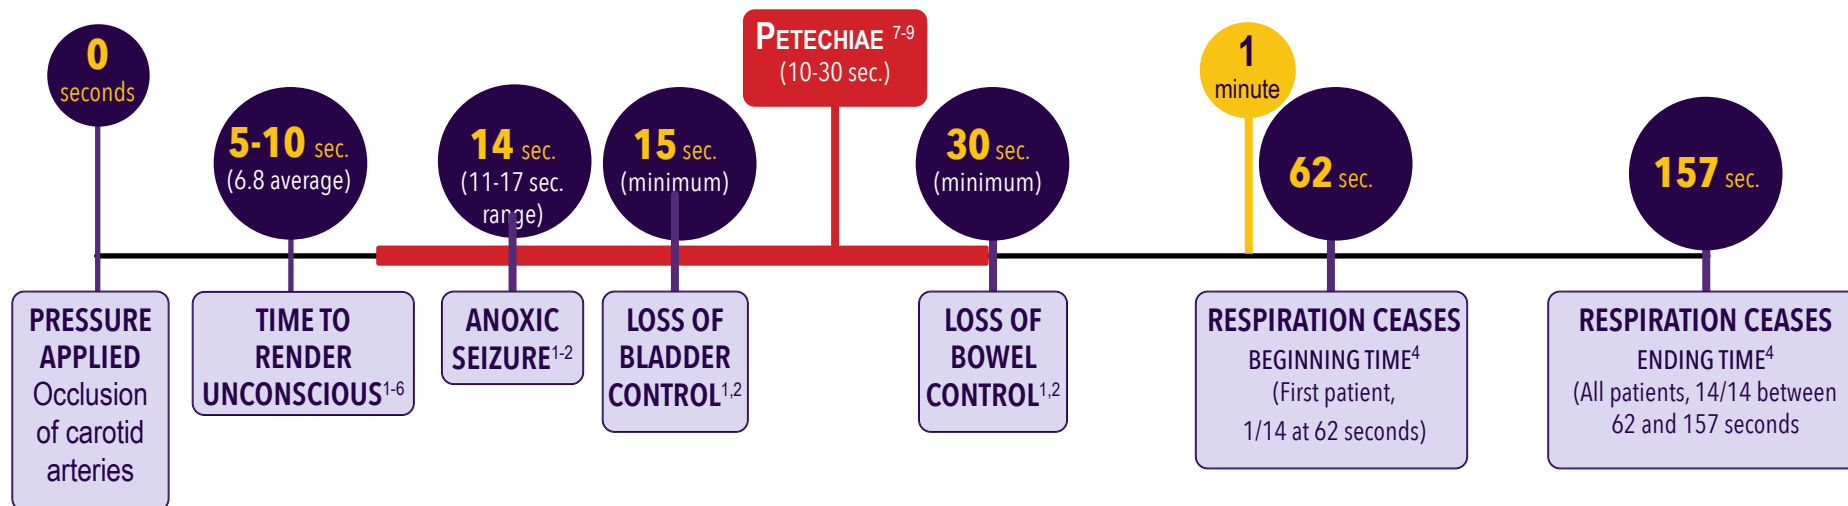 0
seconds
PRESSURE
APPLIED
Occlusion
of carotid
arteries
5-10 sec.
(6.8 average)
TIME TO
RENDER
UNCONSCIOUS1-6
14 sec.
(11-17 sec.
range)
ANOXIC
SEIZURE1-2
15 sec.
(minimum)
LOSS OF
BLADDER
CONTROL1,2
PETECHIAE 7-9
(10-30 sec.)
30 sec.
(minimum)
LOSS OF
BOWEL
CONTROL1,2
1
minute
62 sec.
RESPIRATION CEASES
BEGINNING TIME4
(First patient,
1/14 at 62 seconds)
157 sec.
RESPIRATION CEASES
ENDING TIME4
(All patients, 14/14 between
62 and 157 seconds